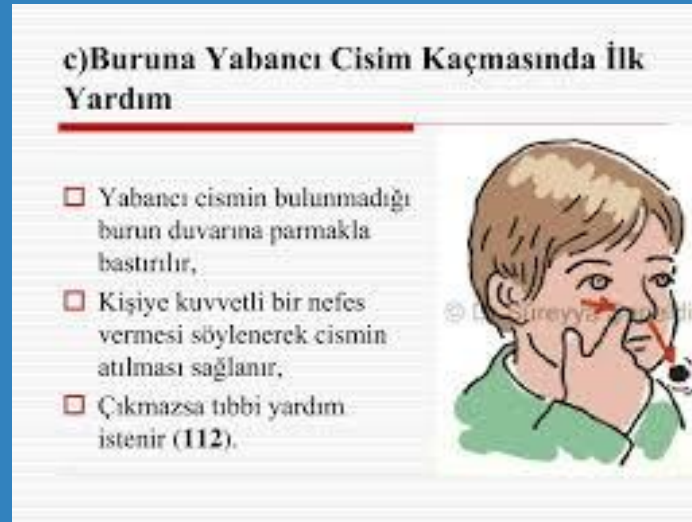 c)Buruna Yabancı Cisim Kaçmasında İlk
Yardım
☐ Yabancı cismin bulunmadığı
burun duvarına parmakla
bastırılır,
☐ Kişiye kuvvetli bir nefes
vermesi söylenerek cismin
atılması sağlanır,
☐ Çıkmazsa tıbbi yardım
istenir (112).
© Süreyya